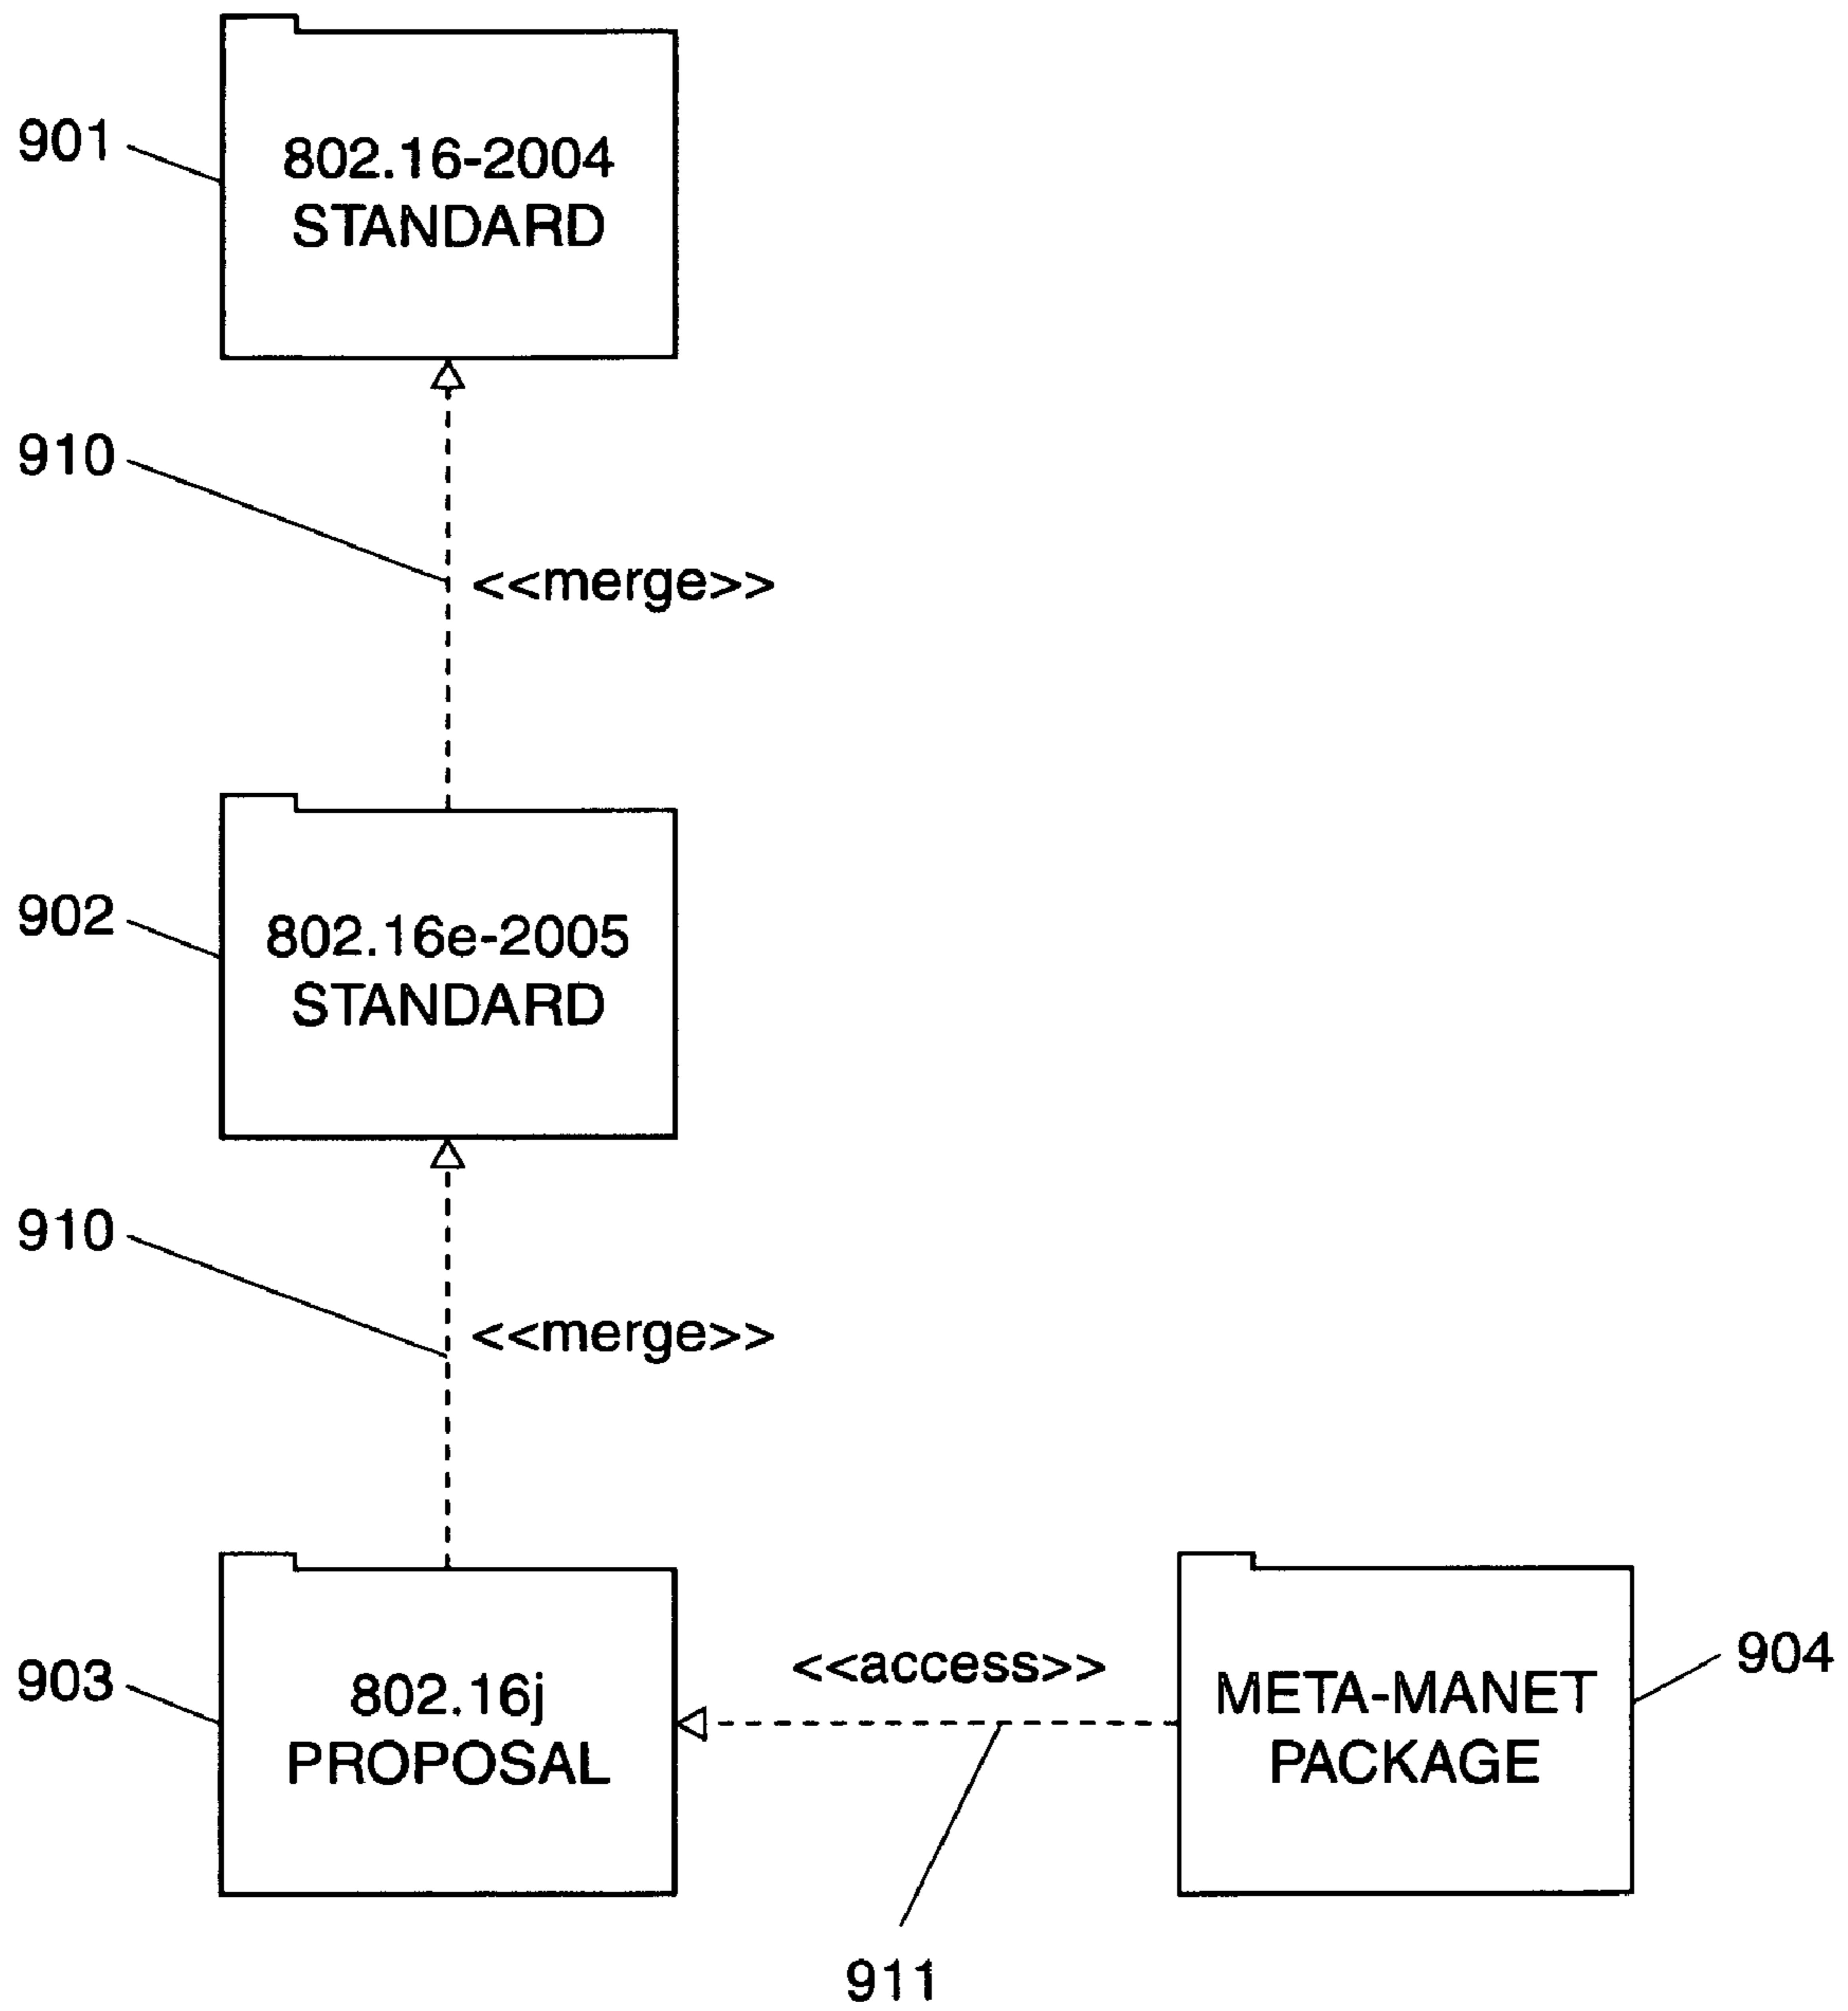 901
802.16-2004
STANDARD
910
<<merge>>
902
802.16e-2005
STANDARD
910
<<merge>>
903
802.16j
PROPOSAL
<<access>>
META-MANET
PACKAGE
904
911